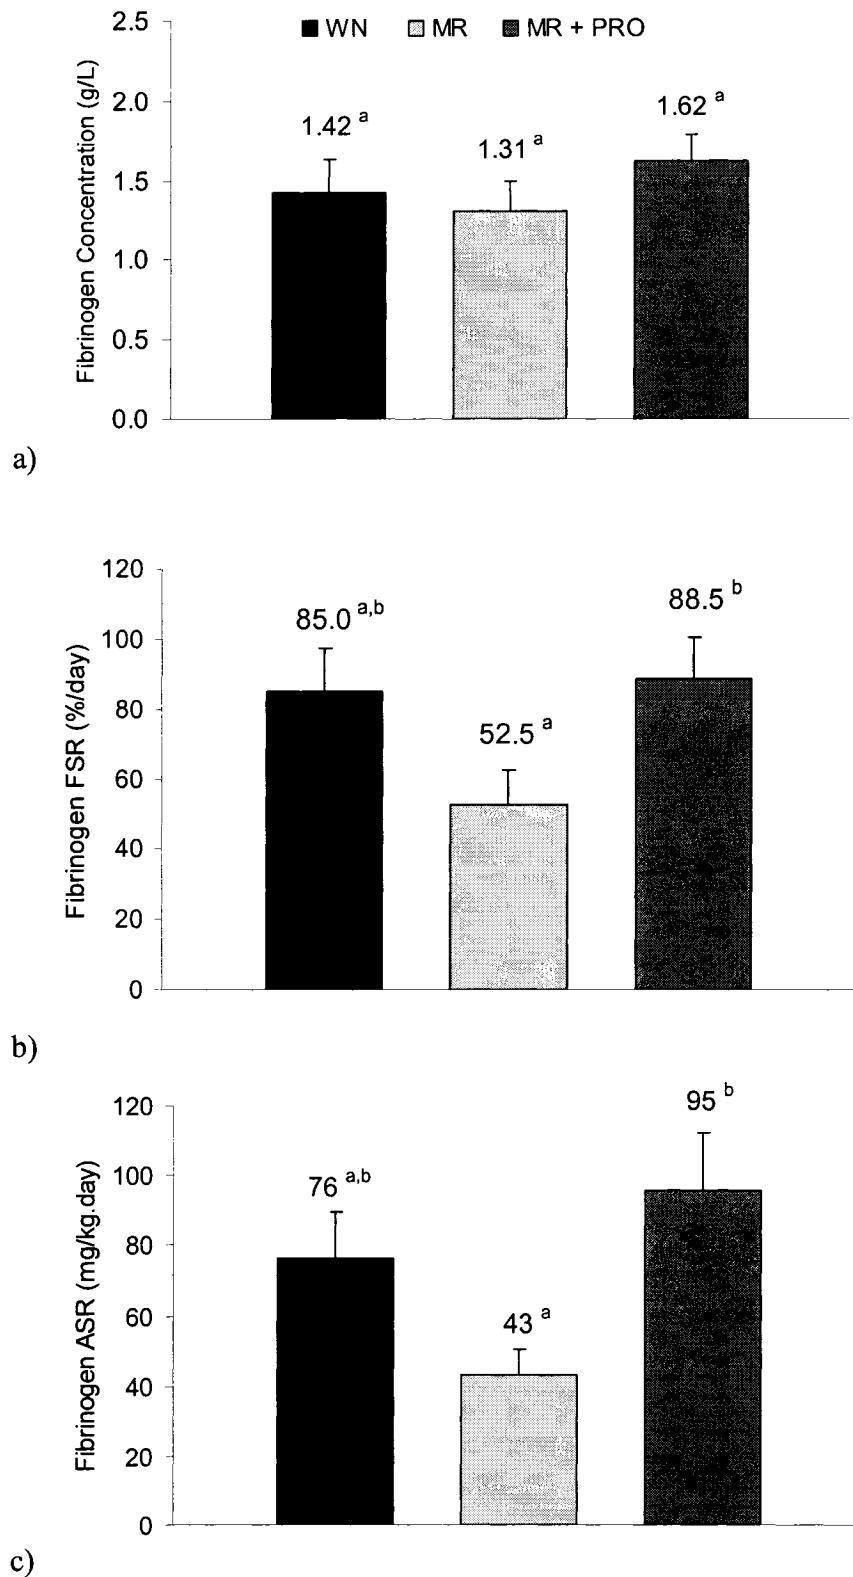 WN MR MR + PRO
Fibrinogen Concentration (g/L)
2.5
2.0
1.5
1.0
0.5
0.0
1.42 a
1.31 a
1.62 a
a)
Fibrinogen FSR (%/day)
120
100
80
60
40
20
0
85.0 a,b
52.5 a
88.5 b
b)
Fibrinogen ASR (mg/kg.day)
120
100
80
60
40
20
0
76 a,b
43 a
95 b
c)